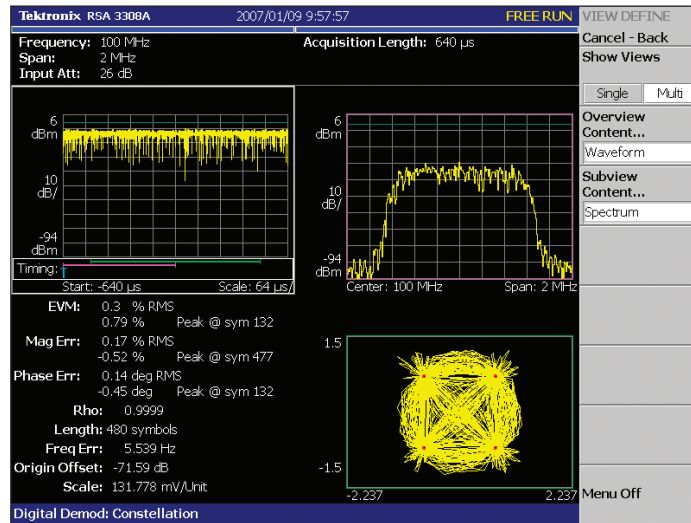 Tektronix RSA 3308A 2007/01/09 9:57:57 FREE RUN VIEW DEFINE
Cancel - Back
Frequency: 100 MHz Acquisition Length: 640 µs
Span: 2 MHz
Input Att: 26 dB
Show Views
Single Multi
Overview
Content...
Waveform
Subview
Content...
Spectrum
6
dBm
10
dB/
-94
dBm
Timing:
Start: -640 µs Scale: 64 µs/
6
dBm
10
dB/
-94
dBm
Center: 100 MHz Span: 2 MHz
EVM: 0.3 % RMS
0.79 % Peak @ sym 132
Mag Err: 0.17 % RMS
-0.52 % Peak @ sym 477
Phase Err: 0.14 deg RMS
-0.45 deg Peak @ sym 132
Rho: 0.9999
Length: 480 symbols
Freq Err: 5.539 Hz
Origin Offset: -71.59 dB
Scale: 131.778 mV/Unit
1.5
-1.5
-2.237 2.237
Menu Off
Digital Demod: Constellation